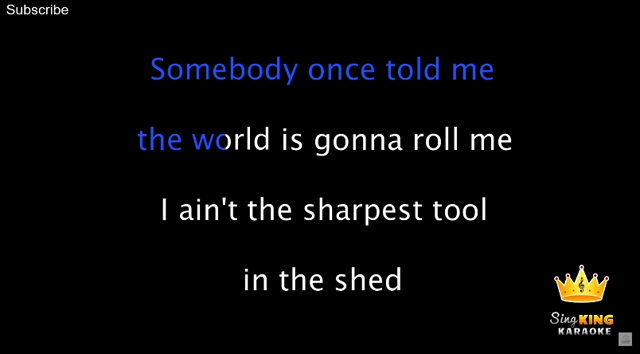 Subscribe
Somebody once told me
the world is gonna roll me
I ain't the sharpest tool
in the shed
Sing KING
KARAOKE